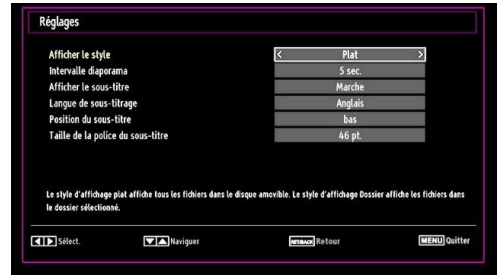 Réglages
Afficher le style < Plat >
Intervalle diaporama 5 sec.
Afficher le sous-titre Marche
Langue de sous-titrage Anglais
Position du sous-titre bas
Taille de la police du sous-titre 46 pt.
Le style d'affichage plat affiche tous les fichiers dans le disque amovible. Le style d'affichage Dossier affiche les fichiers dans
le dossier sélectionné.
Sélect. Naviguer Retour MENU Quitter